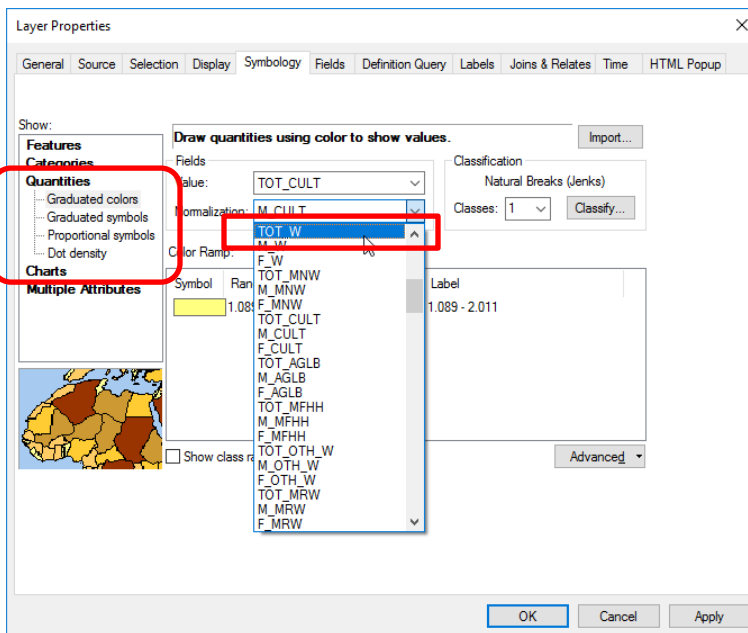 Layer Properties
General Source Selection Display Symbology Fields Definition Query Labels Joins & Relates Time HTML Popup
Show:
Features
Categories
Quantities
Graduated colors
Graduated symbols
Proportional symbols
Dot density
Charts
Multiple Attributes
Draw quantities using color to show values.
Import...
Fields
Value: TOT_CULT
Normalization: M_CULT
Classification
Natural Breaks (Jenks)
Classes: 1 Classify...
Color Ramp:
Symbol Ran Label
1.089 1.089 - 2.011
TOT_W
M_W
F_W
TOT_MNW
M_MNW
F_MNW
TOT_CULT
M_CULT
F_CULT
TOT_AGLB
M_AGLB
F_AGLB
TOT_MFHH
M_MFHH
F_MFHH
TOT_OTH_W
M_OTH_W
F_OTH_W
TOT_MRW
M_MRW
F_MRW
Show class ra
Advanced
OK Cancel Apply